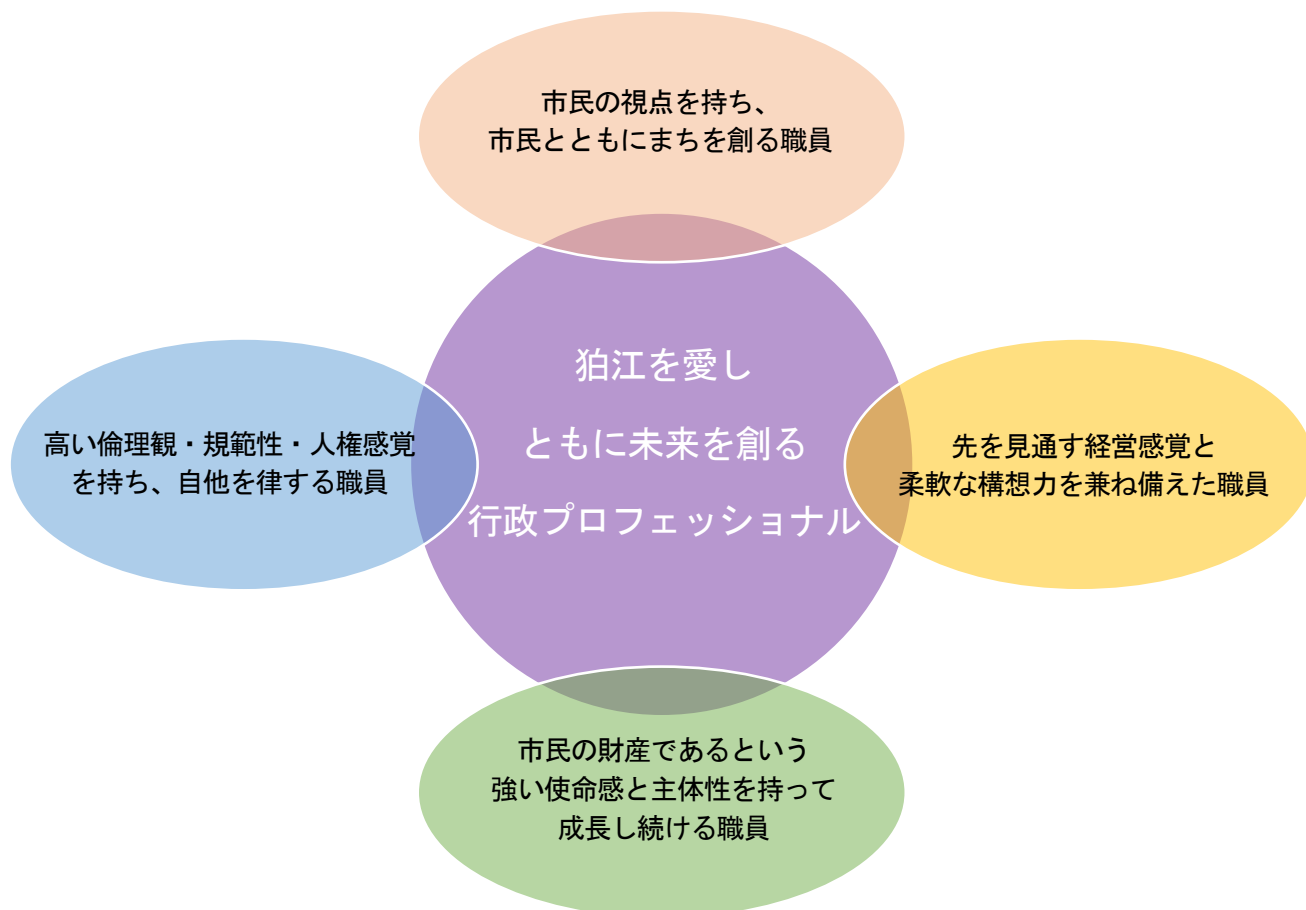 市民の視点を持ち、
市民とともにまちを創る職員
狛江を愛し
ともに未来を創る
行政プロフェッショナル
高い倫理観・規範性・人権感覚
を持ち、自他を律する職員
先を見通す経営感覚と
柔軟な構想力を兼ね備えた職員
市民の財産であるという
強い使命感と主体性を持って
成長し続ける職員